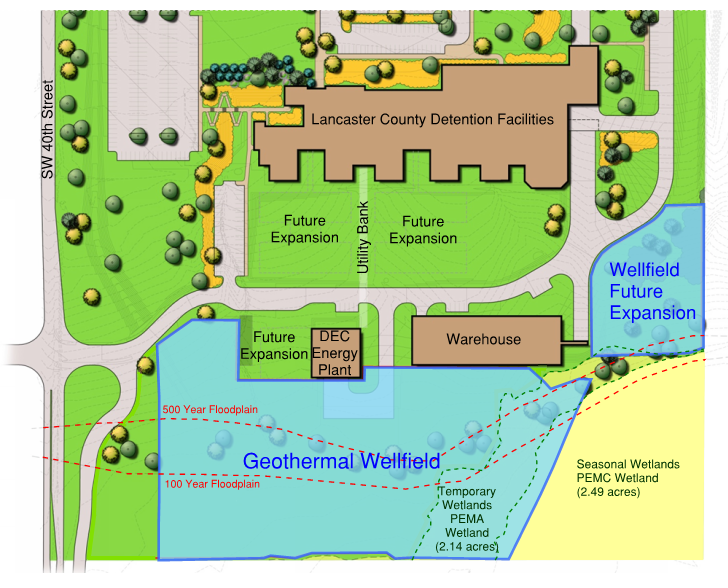 SW 40th Street
Lancaster County Detention Facilities
Future
Expansion
Utility Bank
Future
Expansion
Wellfield
Future
Expansion
Future
Expansion
DEC
Energy
Plant
Warehouse
500 Year Floodplain
Geothermal Wellfield
100 Year Floodplain
Temporary
Wetlands
PEMA
Wetland
(2.14 acres)
Seasonal Wetlands
PEMC Wetland
(2.49 acres)